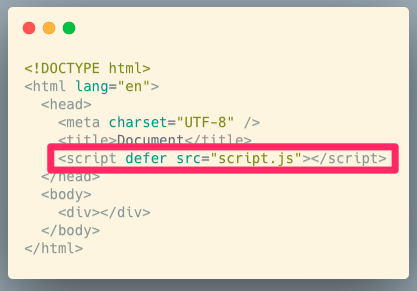 <!DOCTYPE html>
<html lang="en">
  <head>
    <meta charset="UTF-8" />
    <title>Document</title>
    <script defer src="script.js"></script>
  </head>
  <body>
    <div></div>
  </body>
</html>